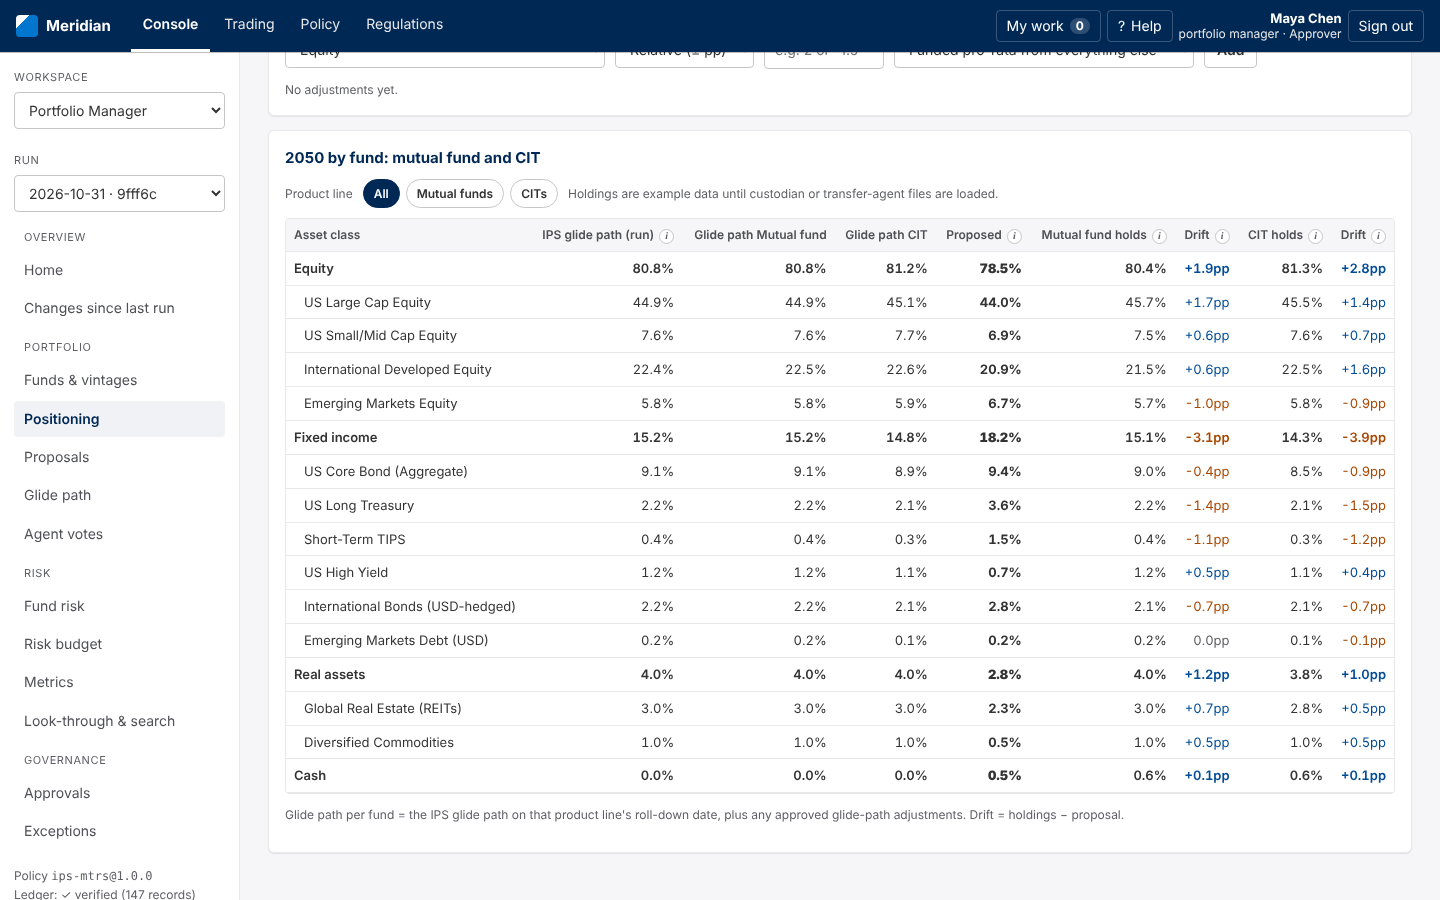 Meridian
Console Trading Policy Regulations
My work 0
? Help
Maya Chen
portfolio manager · Approver
Sign out
WORKSPACE
Portfolio Manager
RUN
2026-10-31 · 9fff6c
OVERVIEW
Home
Changes since last run
PORTFOLIO
Funds & vintages
Positioning
Proposals
Glide path
Agent votes
RISK
Fund risk
Risk budget
Metrics
Look-through & search
GOVERNANCE
Approvals
Exceptions
Policy ips-mtrs@1.0.0
Ledger: ✓ verified (147 records)
No adjustments yet.
2050 by fund: mutual fund and CIT
Product line All Mutual funds CITs Holdings are example data until custodian or transfer-agent files are loaded.
Asset class IPS glide path (run) i Glide path Mutual fund Glide path CIT Proposed i Mutual fund holds i Drift i CIT holds i Drift i
Equity 80.8% 80.8% 81.2% 78.5% 80.4% +1.9pp 81.3% +2.8pp
US Large Cap Equity 44.9% 44.9% 45.1% 44.0% 45.7% +1.7pp 45.5% +1.4pp
US Small/Mid Cap Equity 7.6% 7.6% 7.7% 6.9% 7.5% +0.6pp 7.6% +0.7pp
International Developed Equity 22.4% 22.5% 22.6% 20.9% 21.5% +0.6pp 22.5% +1.6pp
Emerging Markets Equity 5.8% 5.8% 5.9% 6.7% 5.7% -1.0pp 5.8% -0.9pp
Fixed income 15.2% 15.2% 14.8% 18.2% 15.1% -3.1pp 14.3% -3.9pp
US Core Bond (Aggregate) 9.1% 9.1% 8.9% 9.4% 9.0% -0.4pp 8.5% -0.9pp
US Long Treasury 2.2% 2.2% 2.1% 3.6% 2.2% -1.4pp 2.1% -1.5pp
Short-Term TIPS 0.4% 0.4% 0.3% 1.5% 0.4% -1.1pp 0.3% -1.2pp
US High Yield 1.2% 1.2% 1.1% 0.7% 1.2% +0.5pp 1.1% +0.4pp
International Bonds (USD-hedged) 2.2% 2.2% 2.1% 2.8% 2.1% -0.7pp 2.1% -0.7pp
Emerging Markets Debt (USD) 0.2% 0.2% 0.1% 0.2% 0.2% 0.0pp 0.1% -0.1pp
Real assets 4.0% 4.0% 4.0% 2.8% 4.0% +1.2pp 3.8% +1.0pp
Global Real Estate (REITs) 3.0% 3.0% 3.0% 2.3% 3.0% +0.7pp 2.8% +0.5pp
Diversified Commodities 1.0% 1.0% 1.0% 0.5% 1.0% +0.5pp 1.0% +0.5pp
Cash 0.0% 0.0% 0.0% 0.5% 0.6% +0.1pp 0.6% +0.1pp
Glide path per fund = the IPS glide path on that product line's roll-down date, plus any approved glide-path adjustments. Drift = holdings − proposal.